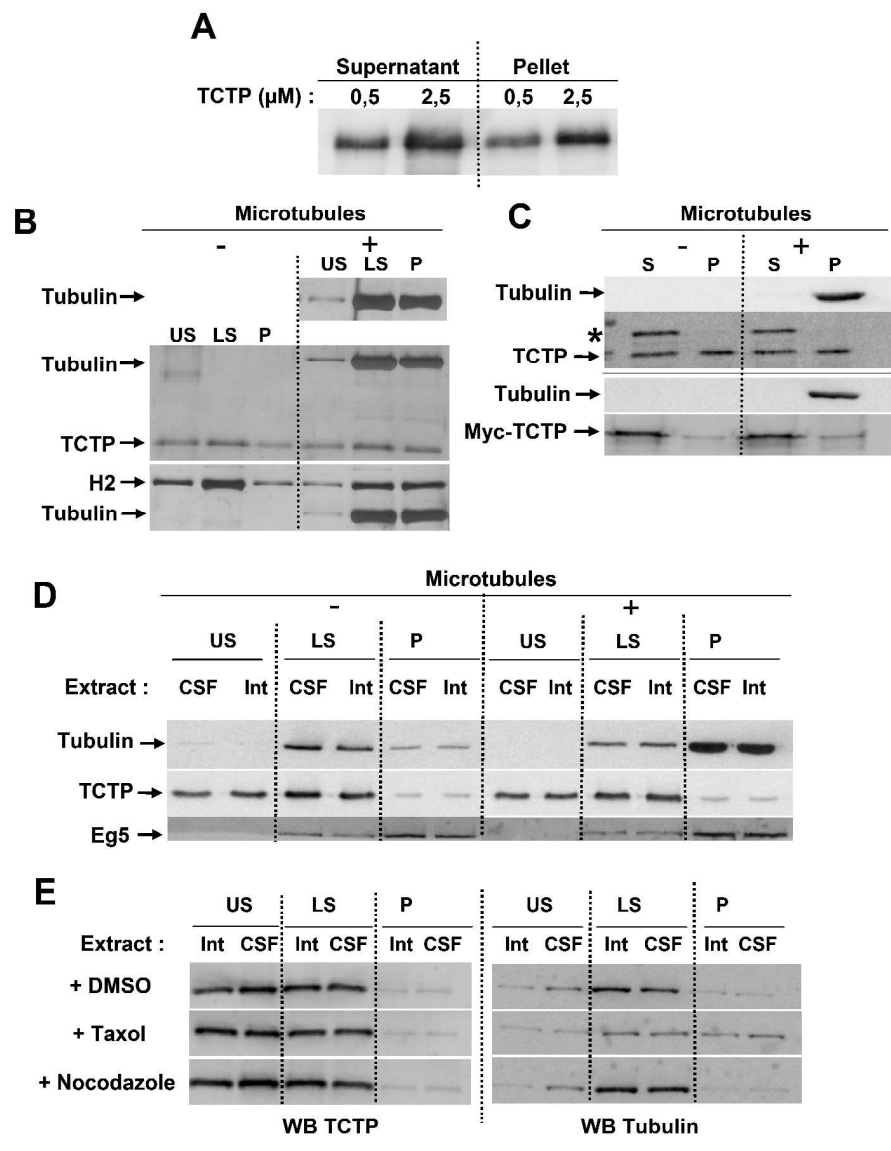 A
Supernatant Pellet
TCTP (µM) : 0,5 2,5 0,5 2,5
B
Microtubules
- +
US LS P
Tubulin
US LS P
Tubulin
TCTP
H2
Tubulin
C
Microtubules
- +
S P S P
Tubulin
*
TCTP
Tubulin
Myc-TCTP
D
Microtubules
- +
US LS P US LS P
Extract : CSF Int CSF Int CSF Int CSF Int CSF Int CSF Int
Tubulin
TCTP
Eg5
E
US LS P US LS P
Extract : Int CSF Int CSF Int CSF Int CSF Int CSF Int CSF
+ DMSO
+ Taxol
+ Nocodazole
WB TCTP WB Tubulin